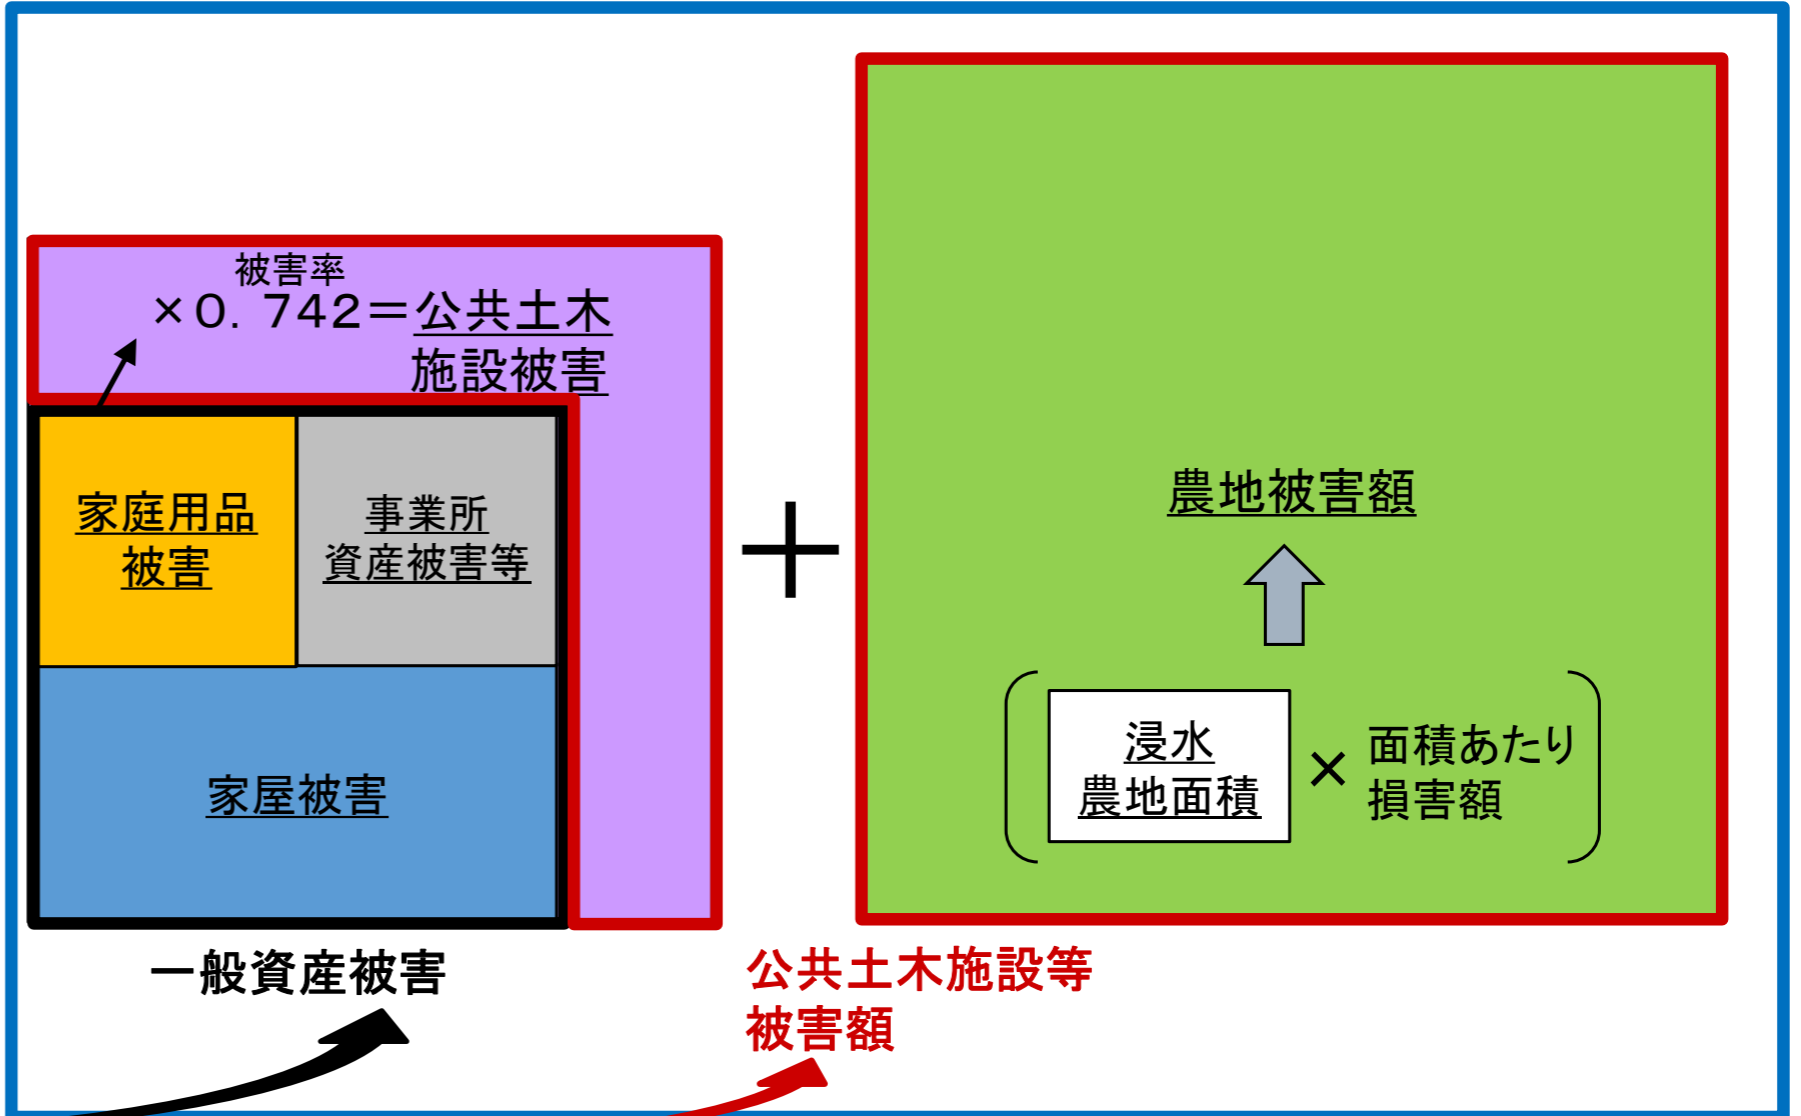 被害率
×0.742=公共土木
施設被害
家庭用品
被害
事業所
資産被害等
家屋被害
+
農地被害額
浸水
農地面積
×
面積あたり
損害額
一般資産被害
公共土木施設等
被害額